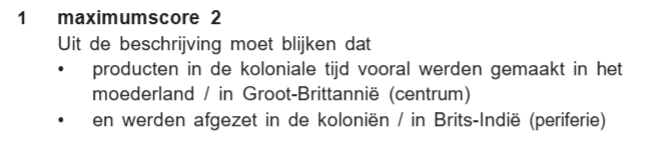 1 maximumscore 2
Uit de beschrijving moet blijken dat
• producten in de koloniale tijd vooral werden gemaakt in het
moederland / in Groot-Brittannië (centrum)
• en werden afgezet in de koloniën / in Brits-Indië (periferie)